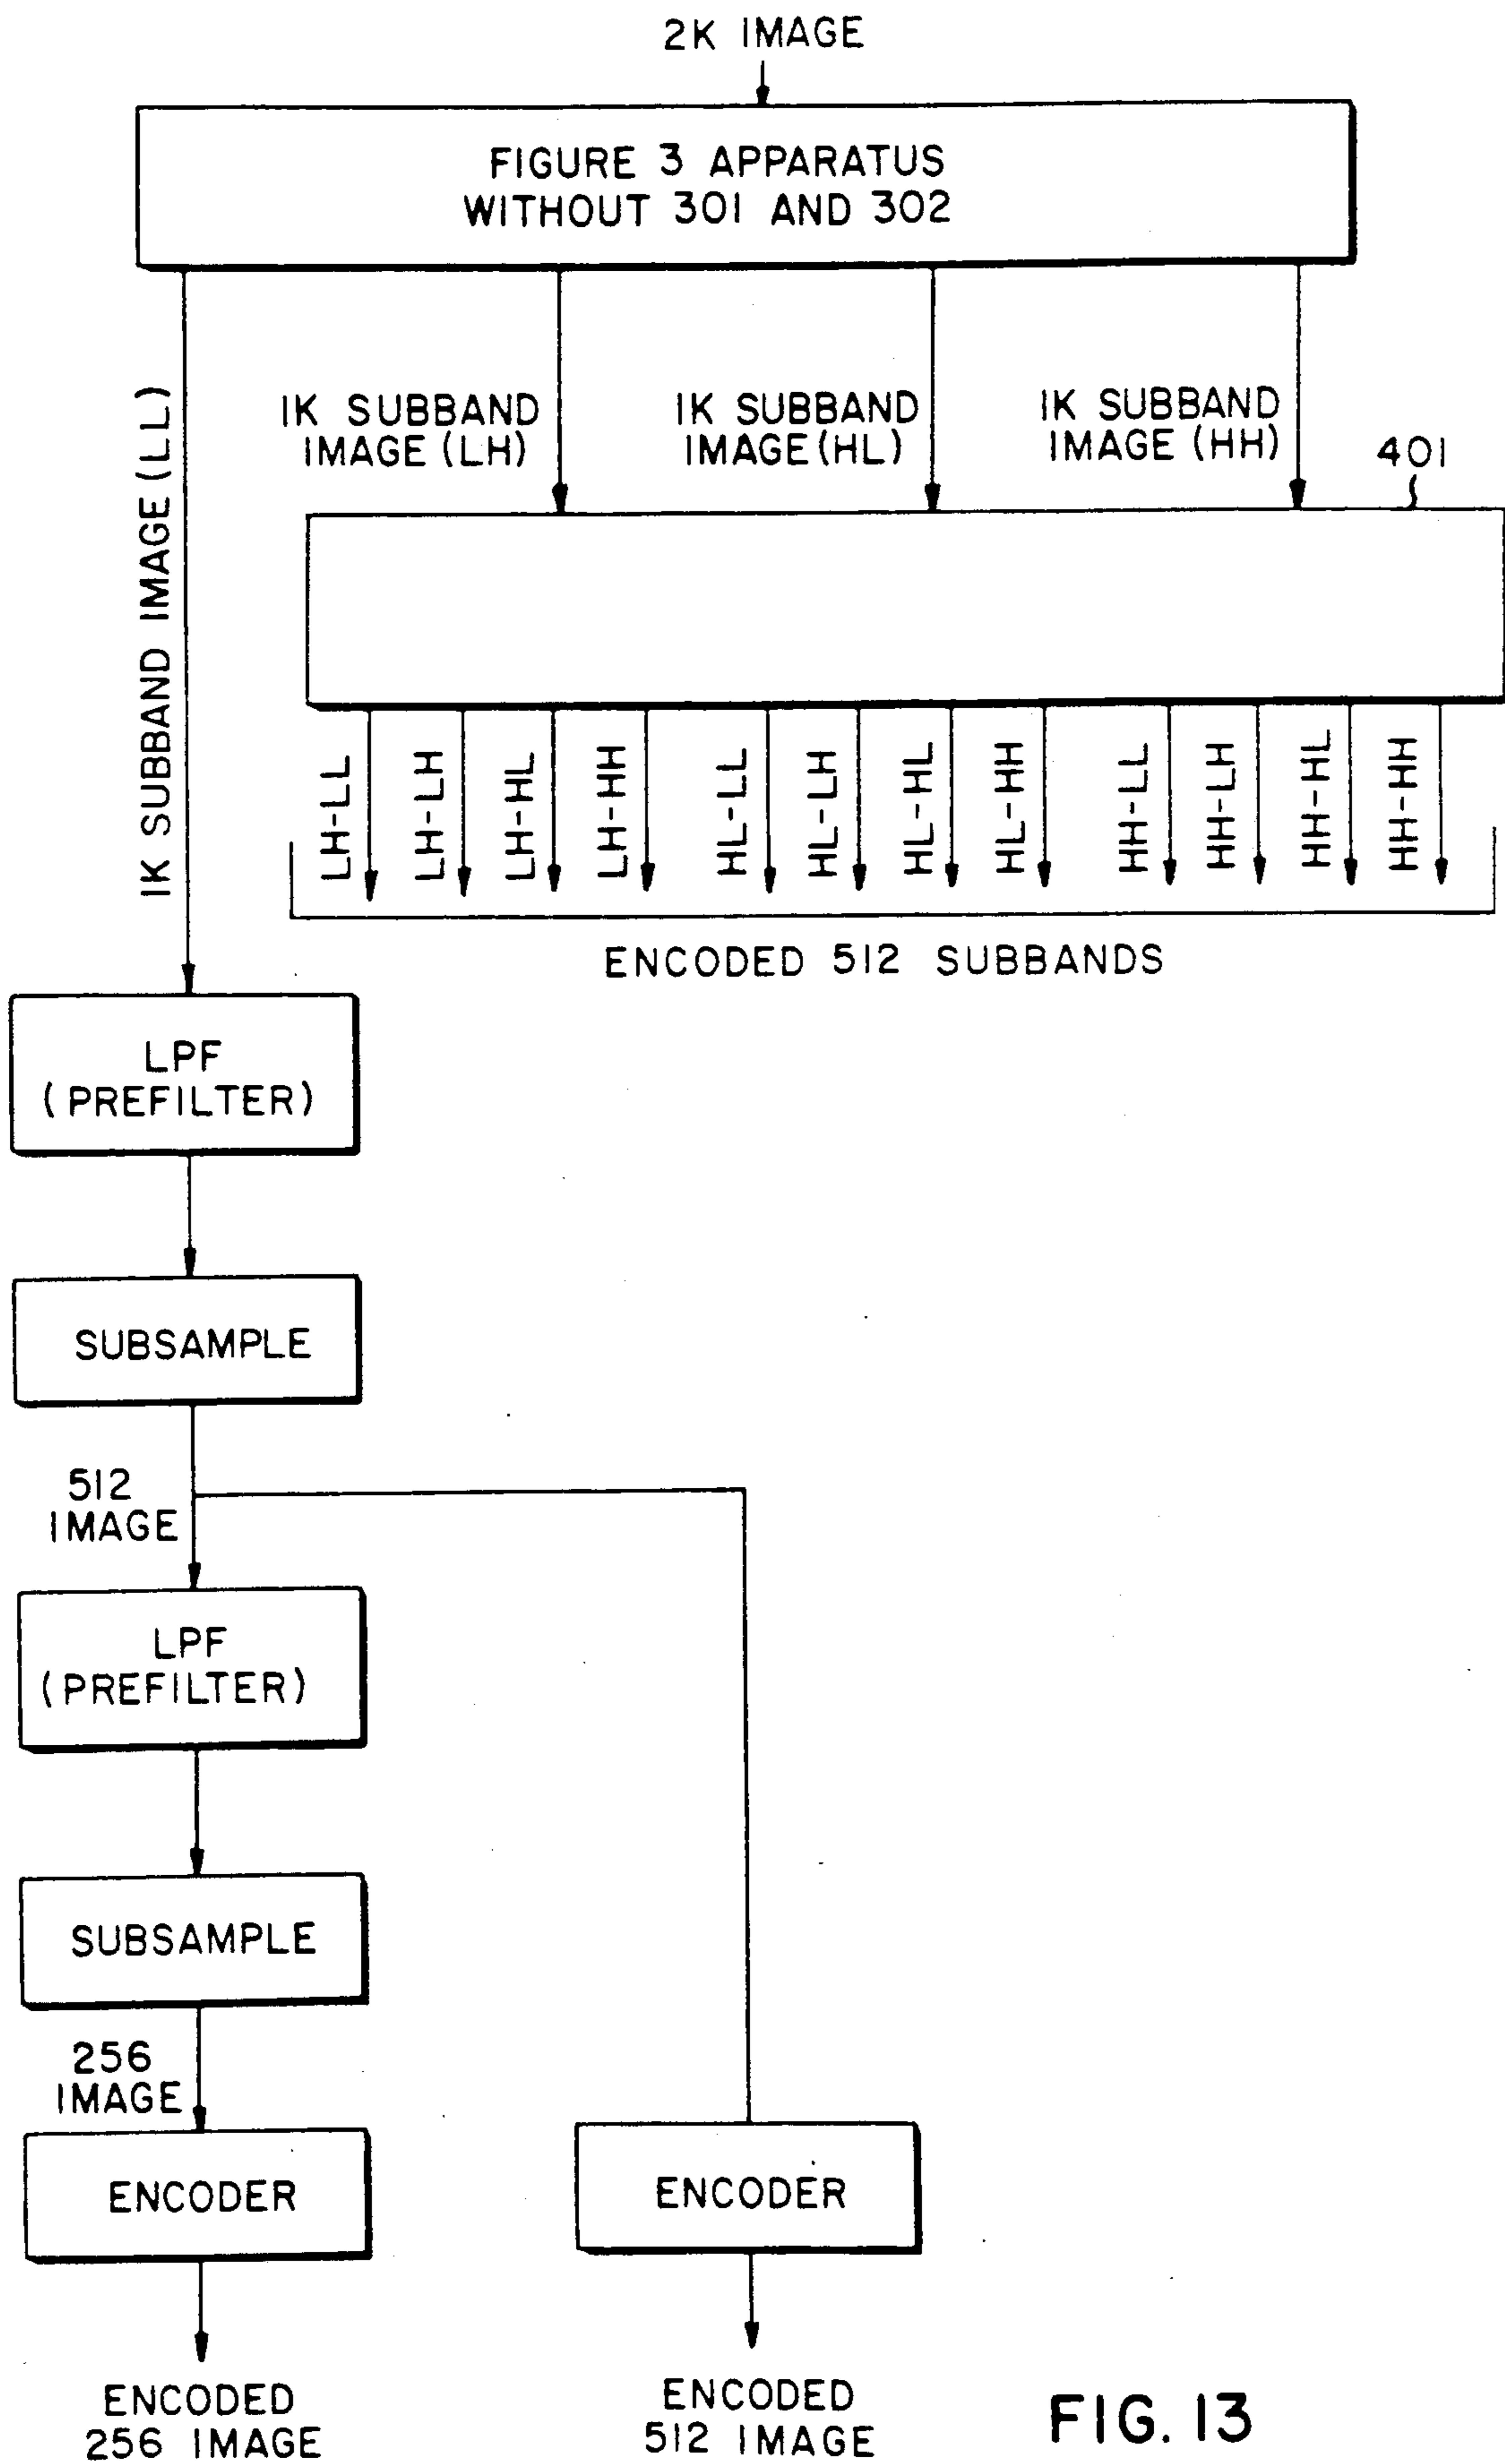 2K IMAGE
FIGURE 3 APPARATUS
WITHOUT 301 AND 302
1K SUBBAND IMAGE (LL)
1K SUBBAND
IMAGE (LH)
1K SUBBAND
IMAGE (HL)
1K SUBBAND
IMAGE (HH)
401
LH-LL
LH-LH
LH-HL
LH-HH
HL-LL
HL-LH
HL-HL
HL-HH
HH-LL
HH-LH
HH-HL
HH-HH
ENCODED 512 SUBBANDS
LPF
(PREFILTER)
SUBSAMPLE
512
IMAGE
LPF
(PREFILTER)
SUBSAMPLE
256
IMAGE
ENCODER
ENCODER
ENCODED
256 IMAGE
ENCODED
512 IMAGE
FIG. 13